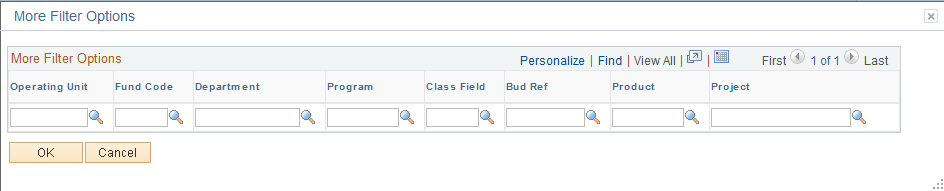 More Filter Options
More Filter Options Personalize | Find | View All | | First 1 of 1 Last
Operating Unit Fund Code Department Program Class Field Bud Ref Product Project
OK Cancel